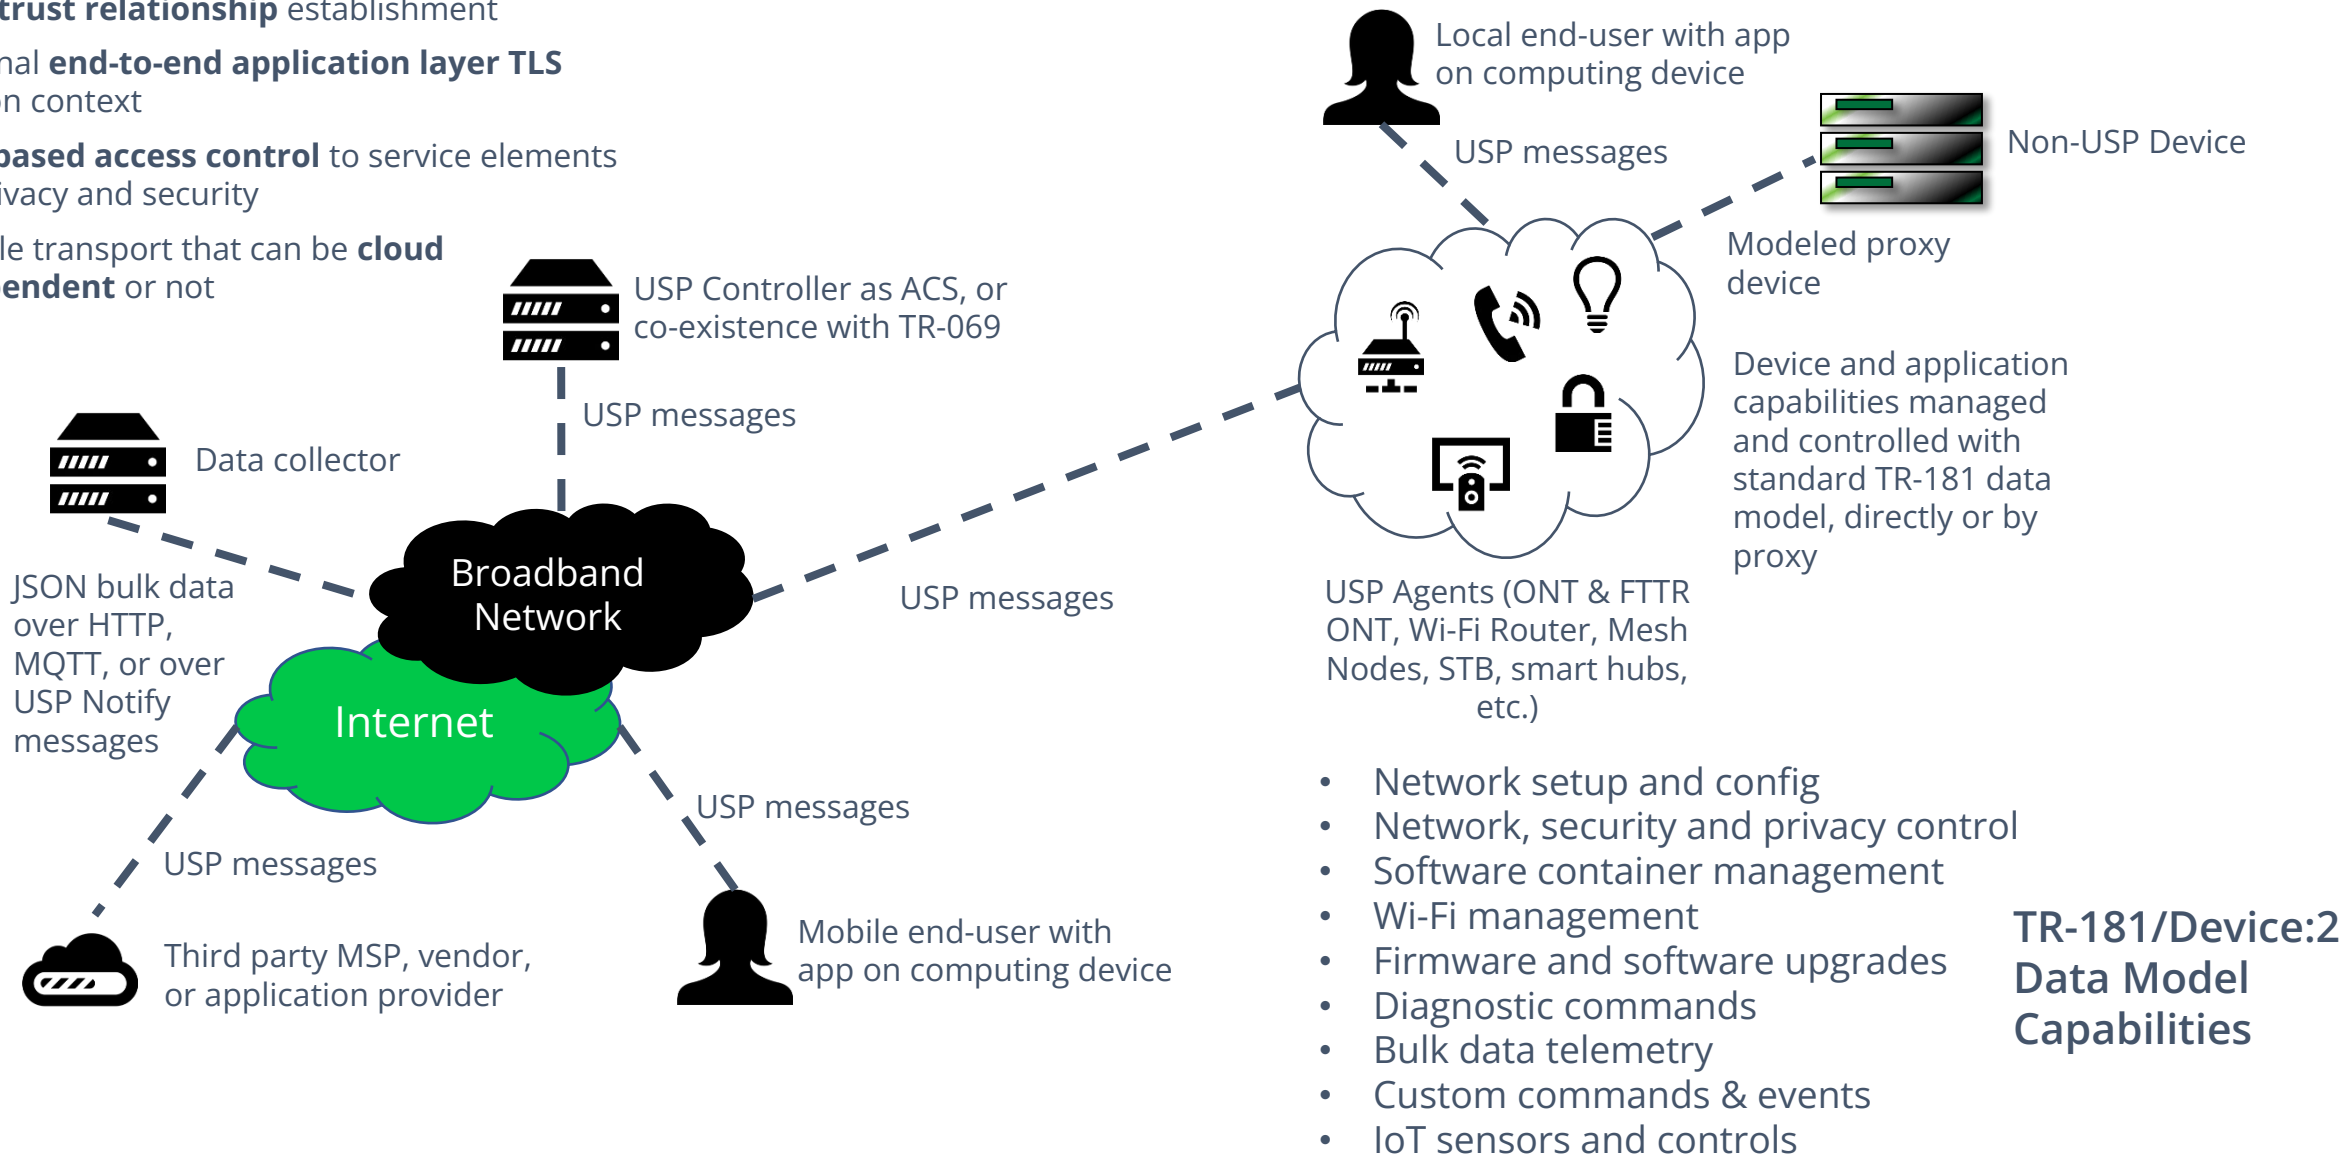 trust relationship establishment
nal end-to-end application layer TLS
on context
based access control to service elements
ivacy and security
le transport that can be cloud
endent or not
Local end-user with app
on computing device
USP messages
Non-USP Device
Modeled proxy
device
USP Controller as ACS, or
co-existence with TR-069
USP messages
Data collector
Device and application
capabilities managed
and controlled with
standard TR-181 data
model, directly or by
proxy
Broadband
Network
JSON bulk data
over HTTP,
MQTT, or over
USP Notify
messages
USP messages
USP Agents (ONT & FTTR
ONT, Wi-Fi Router, Mesh
Nodes, STB, smart hubs,
etc.)
Internet
USP messages
USP messages
Third party MSP, vendor,
or application provider
Mobile end-user with
app on computing device
• Network setup and config
• Network, security and privacy control
• Software container management
• Wi-Fi management
• Firmware and software upgrades
• Diagnostic commands
• Bulk data telemetry
• Custom commands & events
• IoT sensors and controls
TR-181/Device:2
Data Model
Capabilities